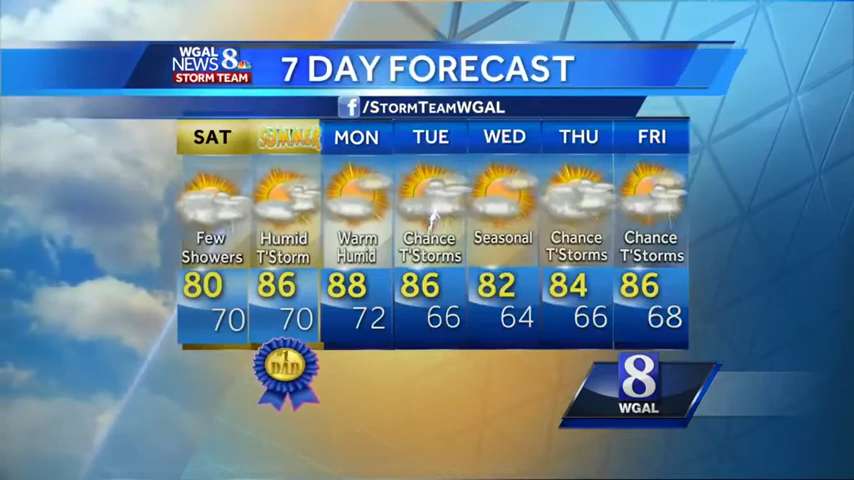 WGAL
NEWS 8
STORM TEAM
7 DAY FORECAST
f /STORMTEAMWGAL
SAT SUMMER MON TUE WED THU FRI
Few Showers
Humid T'Storm
Warm Humid
Chance T'Storms
Seasonal
Chance T'Storms
Chance T'Storms
80 86 88 86 82 84 86
70 70 72 66 64 66 68
#1
DAD
8
WGAL